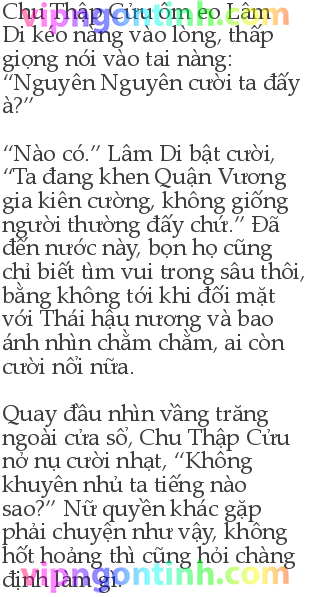 Chu Thập Cửu ôm eo Lâm
Di kéo nàng vào lòng, thấp
giọng nói vào tai nàng:
“Nguyên Nguyên cười ta đấy
à?”
“Nào có.” Lâm Di bật cười,
“Ta đang khen Quận Vương
gia kiên cường, không giống
người thường đấy chứ.” Đã
đến nước này, bọn họ cũng
chỉ biết tìm vui trong sầu thôi,
bằng không tới khi đối mặt
với Thái hậu nương và bao
ánh nhìn chằm chằm, ai còn
cười nổi nữa.
Quay đầu nhìn vầng trăng
ngoài cửa sổ, Chu Thập Cửu
nở nụ cười nhạt, “Không
khuyên nhủ ta tiếng nào
sao?” Nữ quyền khác gặp
phải chuyện như vậy, không
hốt hoảng thì cũng hỏi chàng
định làm gì.
vipngontinh.com
vipngontinh.com